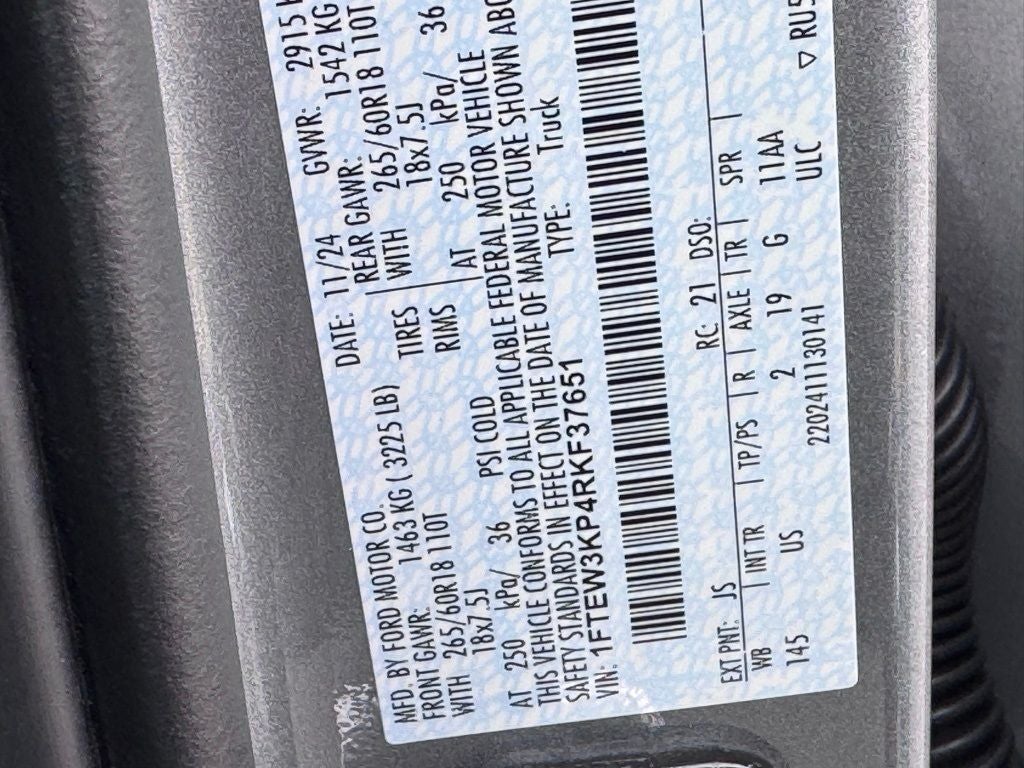 MFD. BY FORD MOTOR CO. DATE: 11/24 GVWR: 2915
FRONT GAWR: 1463 KG ( 3225 LB) REAR GAWR: 1542 KG
WITH 265/60R18 110T TIRES WITH 265/60R18 110T
18x7.5J RIMS 18x7.5J
AT 250 kPa/ 36 PSI COLD AT 250 kPa/ 36
THIS VEHICLE CONFORMS TO ALL APPLICABLE FEDERAL MOTOR VEHICLE
SAFETY STANDARDS IN EFFECT ON THE DATE OF MANUFACTURE SHOWN
VIN: 1FTEW3KP4RKF37651 TYPE: Truck
EXT PNT: JS RC: 21 DSO:
WB | INT TR | TP/PS | R | AXLE | TR | SPR |
145 US 2 19 G 11AA
2202411130141 ULC ▽ RU5